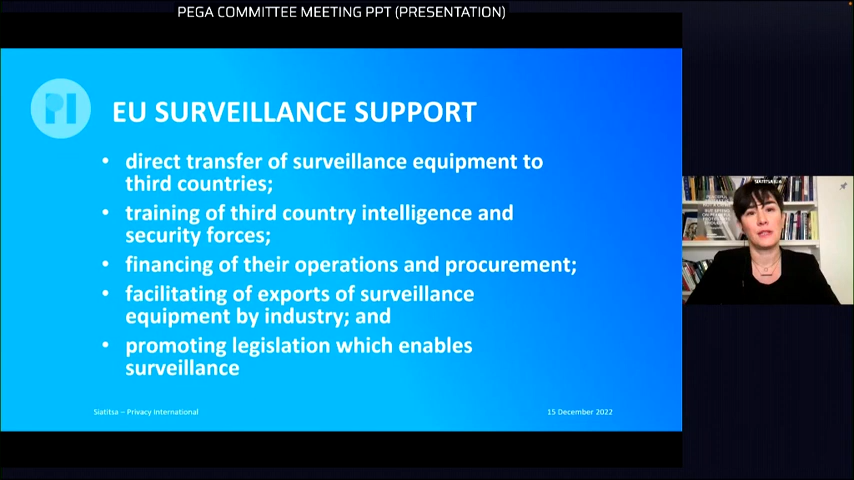 PEGA COMMITTEE MEETING PPT (PRESENTATION)
PI
EU SURVEILLANCE SUPPORT
• direct transfer of surveillance equipment to
third countries;
• training of third country intelligence and
security forces;
• financing of their operations and procurement;
• facilitating of exports of surveillance
equipment by industry; and
• promoting legislation which enables
surveillance
Siatitsa – Privacy International
15 December 2022